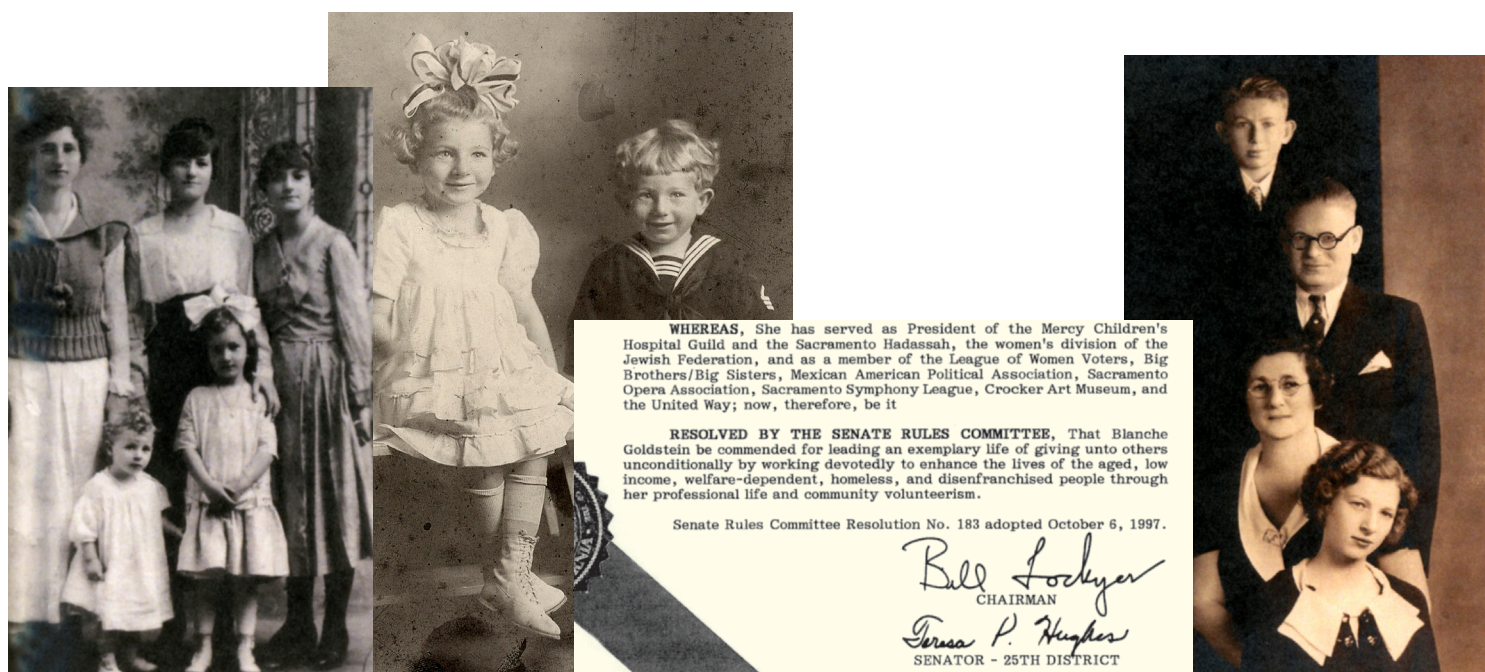 WHEREAS, She has served as President of the Mercy Children's
Hospital Guild and the Sacramento Hadassah, the women's division of the
Jewish Federation, and as a member of the League of Women Voters, Big
Brothers/Big Sisters, Mexican American Political Association, Sacramento
Opera Association, Sacramento Symphony League, Crocker Art Museum, and
the United Way; now, therefore, be it
RESOLVED BY THE SENATE RULES COMMITTEE, That Blanche
Goldstein be commended for leading an exemplary life of giving unto others
unconditionally by working devotedly to enhance the lives of the aged, low
income, welfare-dependent, homeless, and disenfranchised people through
her professional life and community volunteerism.
Senate Rules Committee Resolution No. 183 adopted October 6, 1997.
Bill Lockyer
CHAIRMAN
Teresa P. Hughes
SENATOR - 25TH DISTRICT